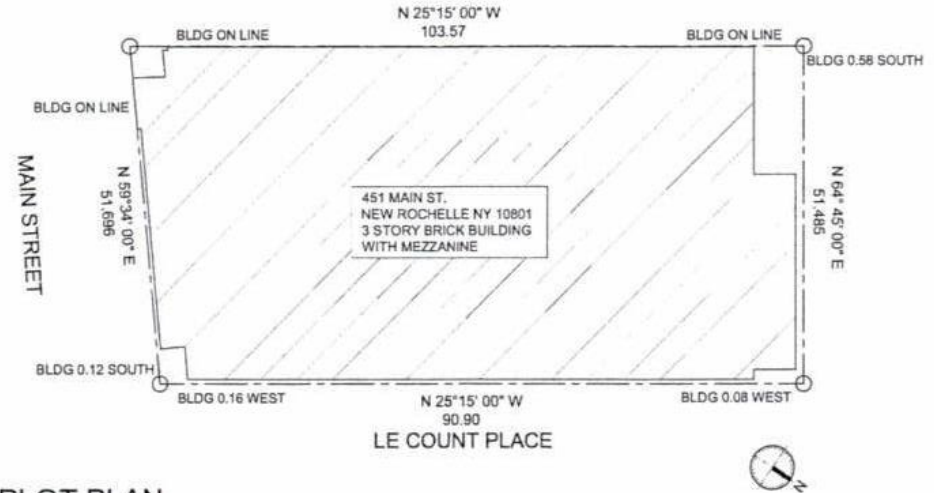 N 25°15' 00" W
103.57
BLDG ON LINE
BLDG ON LINE
BLDG 0.58 SOUTH
BLDG ON LINE
MAIN STREET
N 59°34' 00" E
51.696
451 MAIN ST.
NEW ROCHELLE NY 10801
3 STORY BRICK BUILDING
WITH MEZZANINE
N 64° 45' 00" E
51.485
BLDG 0.12 SOUTH
BLDG 0.16 WEST
N 25°15' 00" W
90.90
BLDG 0.08 WEST
LE COUNT PLACE
N
PLOT PLAN